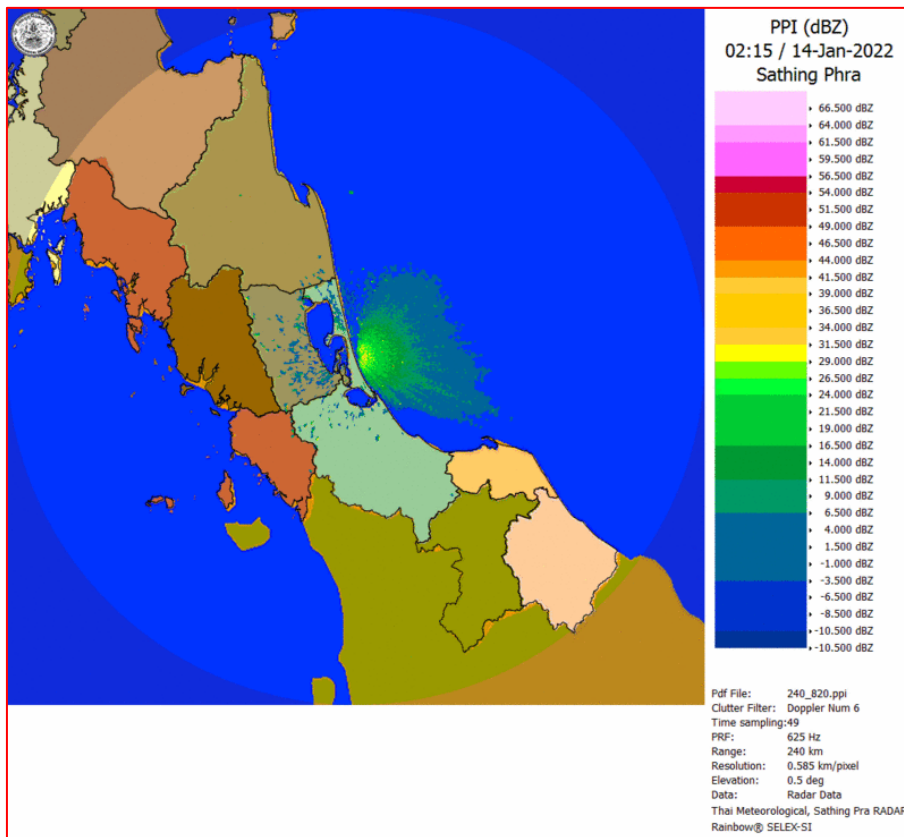 PPI (dBZ)
02:15 / 14-Jan-2022
Sathing Phra
66.500 dBZ
64.000 dBZ
61.500 dBZ
59.500 dBZ
56.500 dBZ
54.000 dBZ
51.500 dBZ
49.000 dBZ
46.500 dBZ
44.000 dBZ
41.500 dBZ
39.000 dBZ
36.500 dBZ
34.000 dBZ
31.500 dBZ
29.000 dBZ
26.500 dBZ
24.000 dBZ
21.500 dBZ
19.000 dBZ
16.500 dBZ
14.000 dBZ
11.500 dBZ
9.000 dBZ
6.500 dBZ
4.000 dBZ
1.500 dBZ
-1.000 dBZ
-3.500 dBZ
-6.500 dBZ
-8.500 dBZ
-10.500 dBZ
-10.500 dBZ
Pdf File: 240_820.ppi
Clutter Filter: Doppler Num 6
Time sampling:49
PRF: 625 Hz
Range: 240 km
Resolution: 0.585 km/pixel
Elevation: 0.5 deg
Data: Radar Data
Thai Meteorological, Sathing Pra RADAR
Rainbow® SELEX-SI